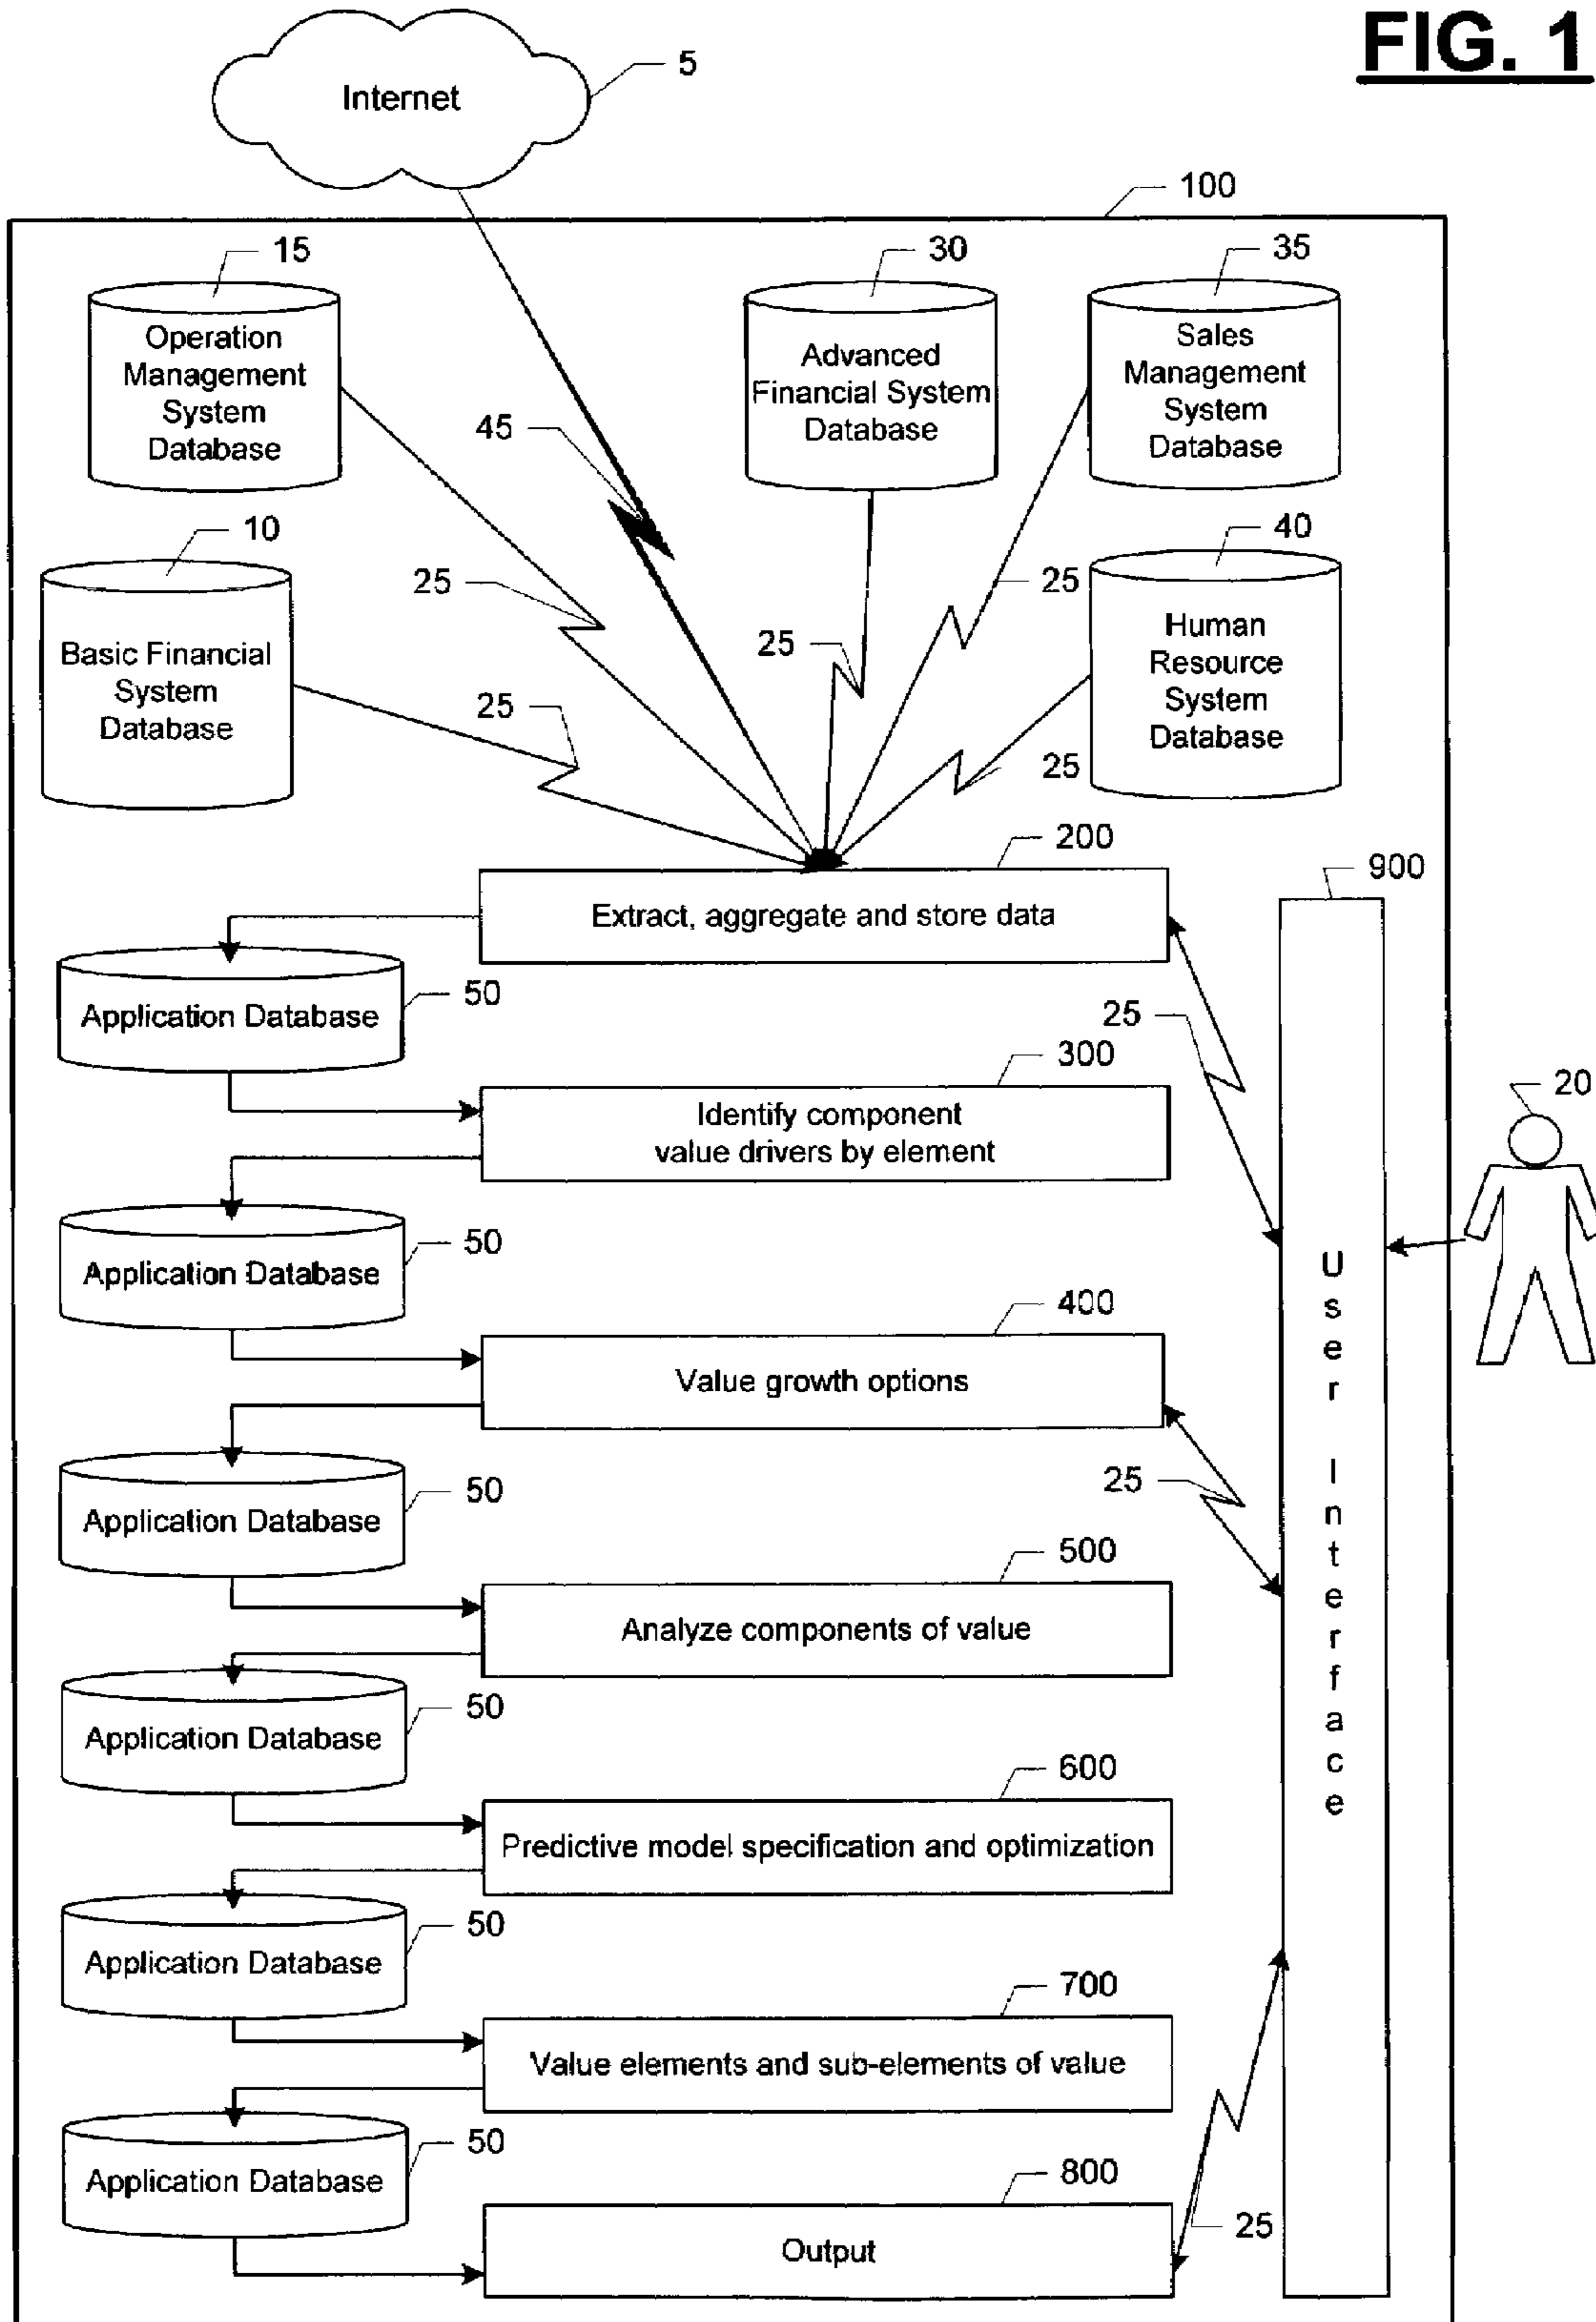 FIG. 1
Internet
5
100
15
Operation
Management
System
Database
30
Advanced
Financial System
Database
35
Sales
Management
System
Database
45
10
Basic Financial
System
Database
25
25
25
25
40
Human
Resource
System
Database
25
200
Extract, aggregate and store data
900
50
Application Database
25
300
Identify component
value drivers by element
20
50
Application Database
User Interface
400
Value growth options
50
Application Database
25
500
Analyze components of value
50
Application Database
600
Predictive model specification and optimization
50
Application Database
700
Value elements and sub-elements of value
50
Application Database
800
Output
25